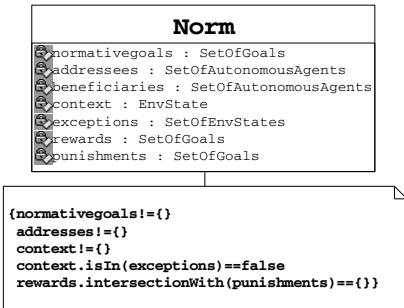 Norm
normativegoals : SetOfGoals
addressees : SetOfAutonomousAgents
beneficiaries : SetOfAutonomousAgents
context : EnvState
exceptions : SetOfEnvStates
rewards : SetOfGoals
punishments : SetOfGoals
{normativegoals!={}
addresses!={}
context!={}
context.isIn(exceptions)==false
rewards.intersectionWith(punishments)=={}}